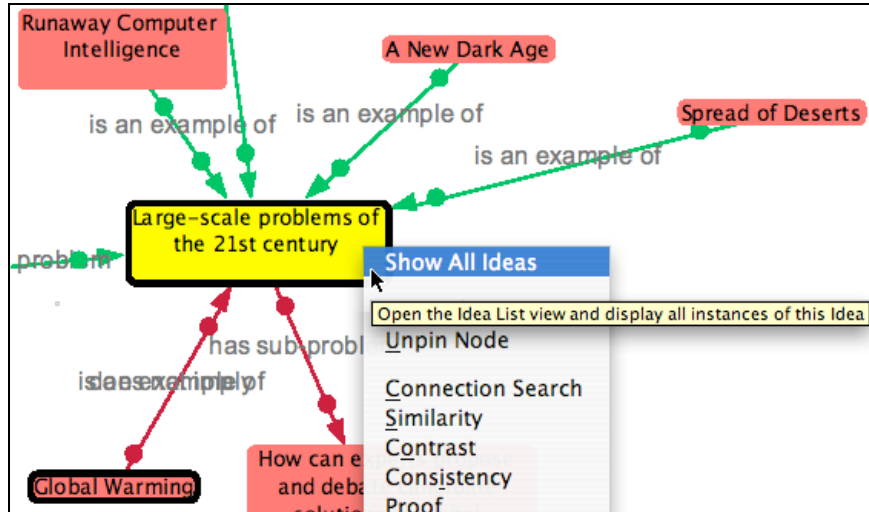 Runaway Computer
Intelligence
A New Dark Age
is an example of
is an example of
Spread of Deserts
is an example of
Large-scale problems of
the 21st century
problem
Show All Ideas
Open the Idea List view and display all instances of this Idea
Unpin Node
has sub-probl
Connection Search
Similarity
Contrast
Consistency
Proof
Global Warming
How can e
and deba